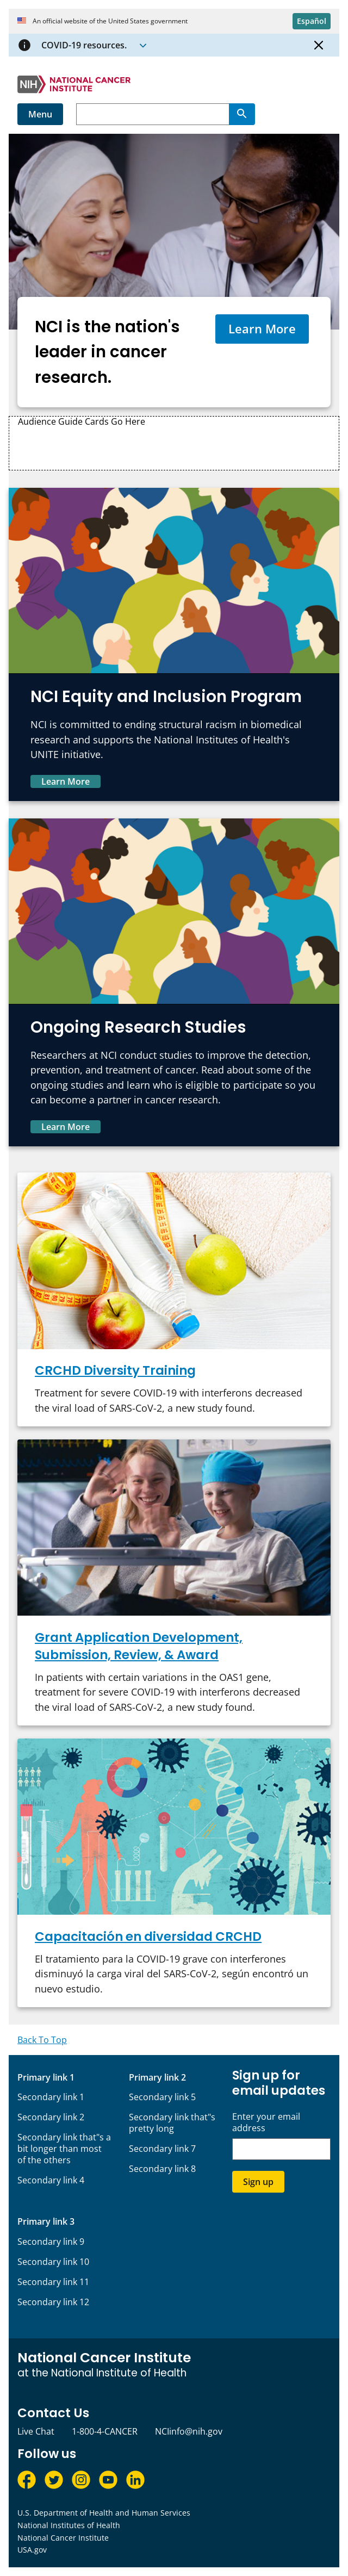 An official website of the United States government
Español
COVID-19 resources.
NIH NATIONAL CANCER
INSTITUTE
Menu
NCI is the nation's
leader in cancer
research.
Learn More
Audience Guide Cards Go Here
NCI Equity and Inclusion Program
NCI is committed to ending structural racism in biomedical
research and supports the National Institutes of Health's
UNITE initiative.
Learn More
Ongoing Research Studies
Researchers at NCI conduct studies to improve the detection,
prevention, and treatment of cancer. Read about some of the
ongoing studies and learn who is eligible to participate so you
can become a partner in cancer research.
Learn More
CRCHD Diversity Training
Treatment for severe COVID-19 with interferons decreased
the viral load of SARS-CoV-2, a new study found.
Grant Application Development,
Submission, Review, & Award
In patients with certain variations in the OAS1 gene,
treatment for severe COVID-19 with interferons decreased
the viral load of SARS-CoV-2, a new study found.
Capacitación en diversidad CRCHD
El tratamiento para la COVID-19 grave con interferones
disminuyó la carga viral del SARS-CoV-2, según encontró un
nuevo estudio.
Back To Top
Primary link 1
Secondary link 1
Secondary link 2
Secondary link that"s a
bit longer than most
of the others
Secondary link 4
Primary link 2
Secondary link 5
Secondary link that"s
pretty long
Secondary link 7
Secondary link 8
Sign up for
email updates
Enter your email
address
Sign up
Primary link 3
Secondary link 9
Secondary link 10
Secondary link 11
Secondary link 12
National Cancer Institute
at the National Institute of Health
Contact Us
Live Chat 1-800-4-CANCER NCIinfo@nih.gov
Follow us
U.S. Department of Health and Human Services
National Institutes of Health
National Cancer Institute
USA.gov